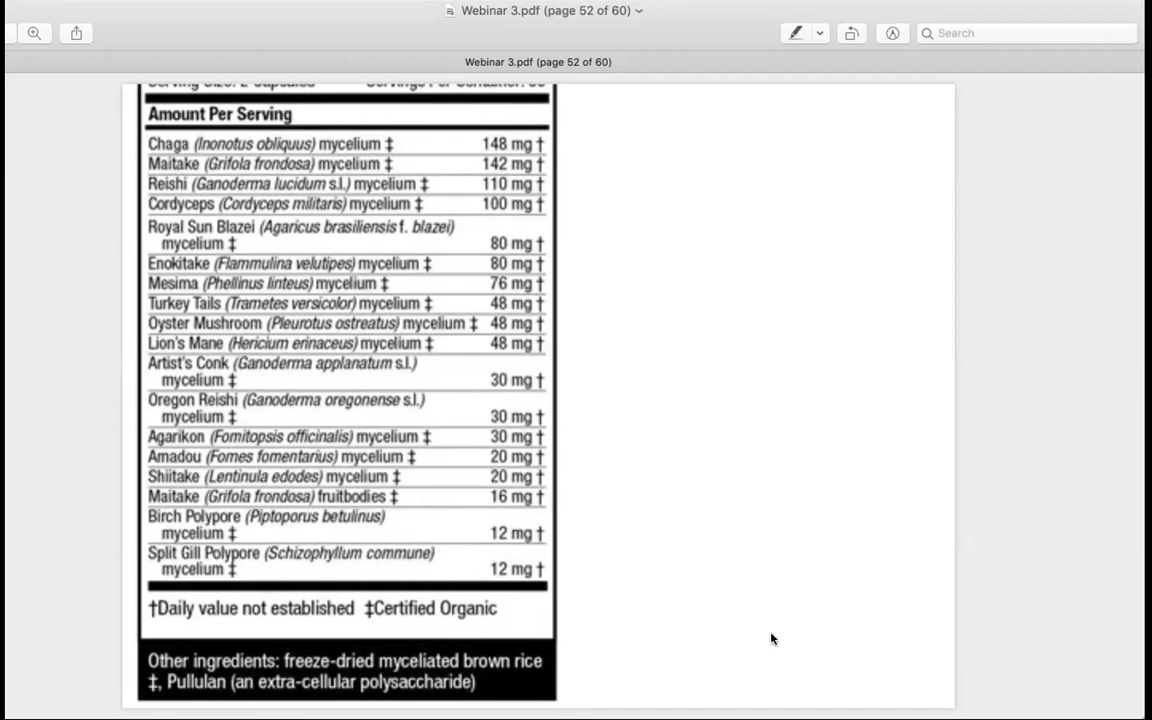 Webinar 3.pdf (page 52 of 60)
Search
Webinar 3.pdf (page 52 of 60)
Serving Size: 2 Capsules Servings Per Container:
Amount Per Serving
Chaga (Inonotus obliquus) mycelium ‡ 148 mg †
Maitake (Grifola frondosa) mycelium ‡ 142 mg †
Reishi (Ganoderma lucidum s.l.) mycelium ‡ 110 mg †
Cordyceps (Cordyceps militaris) mycelium ‡ 100 mg †
Royal Sun Blazei (Agaricus brasiliensis f. blazei)
mycelium ‡ 80 mg †
Enokitake (Flammulina velutipes) mycelium ‡ 80 mg †
Mesima (Phellinus linteus) mycelium ‡ 76 mg †
Turkey Tails (Trametes versicolor) mycelium ‡ 48 mg †
Oyster Mushroom (Pleurotus ostreatus) mycelium ‡ 48 mg †
Lion's Mane (Hericium erinaceus) mycelium ‡ 48 mg †
Artist's Conk (Ganoderma applanatum s.l.)
mycelium ‡ 30 mg †
Oregon Reishi (Ganoderma oregonense s.l.)
mycelium ‡ 30 mg †
Agarikon (Fomitopsis officinalis) mycelium ‡ 30 mg †
Amadou (Fomes fomentarius) mycelium ‡ 20 mg †
Shiitake (Lentinula edodes) mycelium ‡ 20 mg †
Maitake (Grifola frondosa) fruitbodies ‡ 16 mg †
Birch Polypore (Piptoporus betulinus)
mycelium ‡ 12 mg †
Split Gill Polypore (Schizophyllum commune)
mycelium ‡ 12 mg †
†Daily value not established ‡Certified Organic
Other ingredients: freeze-dried myceliated brown rice
‡, Pullulan (an extra-cellular polysaccharide)